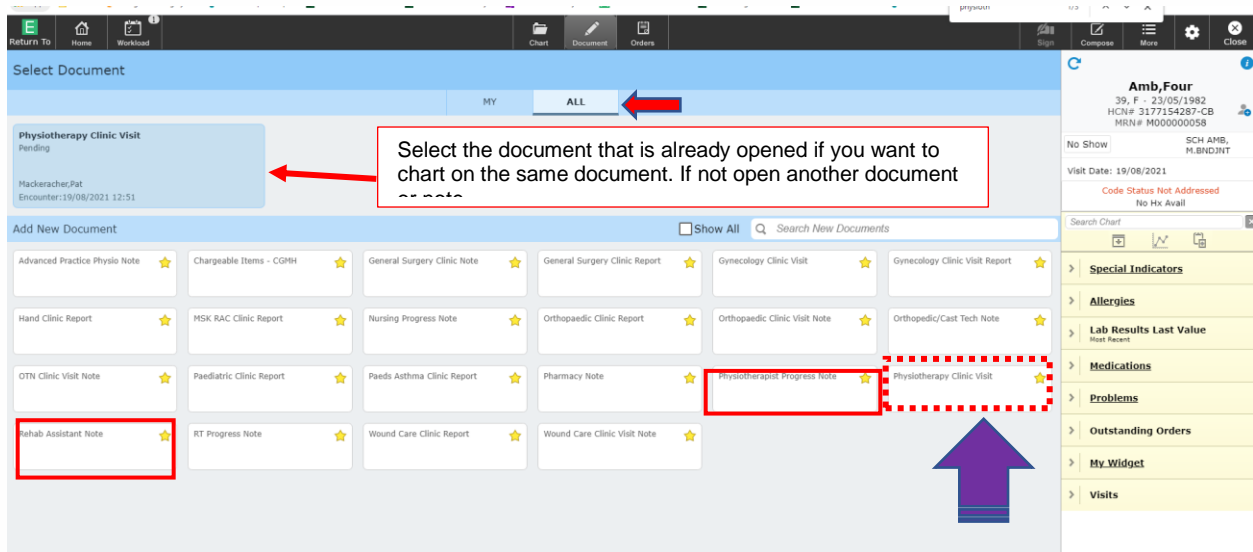 physioth
E
Return To
Home
Workload
Chart
Document
Orders
Sign
Compose
More
Close
Select Document
MY
ALL
Physiotherapy Clinic Visit
Pending
Mackeracher,Pat
Encounter:19/08/2021 12:51
Select the document that is already opened if you want to
chart on the same document. If not open another document
or note
Add New Document
Show All
Search New Documents
Advanced Practice Physio Note
Chargeable Items - CGMH
General Surgery Clinic Note
General Surgery Clinic Report
Gynecology Clinic Visit
Gynecology Clinic Visit Report
Hand Clinic Report
MSK RAC Clinic Report
Nursing Progress Note
Orthopaedic Clinic Report
Orthopaedic Clinic Visit Note
Orthopedic/Cast Tech Note
OTN Clinic Visit Note
Paediatric Clinic Report
Paeds Asthma Clinic Report
Pharmacy Note
Physiotherapist Progress Note
Physiotherapy Clinic Visit
Rehab Assistant Note
RT Progress Note
Wound Care Clinic Report
Wound Care Clinic Visit Note
Amb,Four
39, F - 23/05/1982
HCN# 3177154287-CB
MRN# M000000058
No Show
SCH AMB,
M.BNDJNT
Visit Date: 19/08/2021
Code Status Not Addressed
No Hx Avail
Search Chart
Special Indicators
Allergies
Lab Results Last Value
Most Recent
Medications
Problems
Outstanding Orders
My Widget
Visits